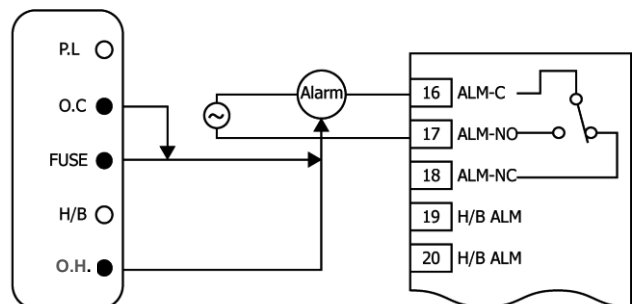 P.L
O.C
FUSE
H/B
O.H.
Alarm
~
16 ALM-C
17 ALM-NO
18 ALM-NC
19 H/B ALM
20 H/B ALM